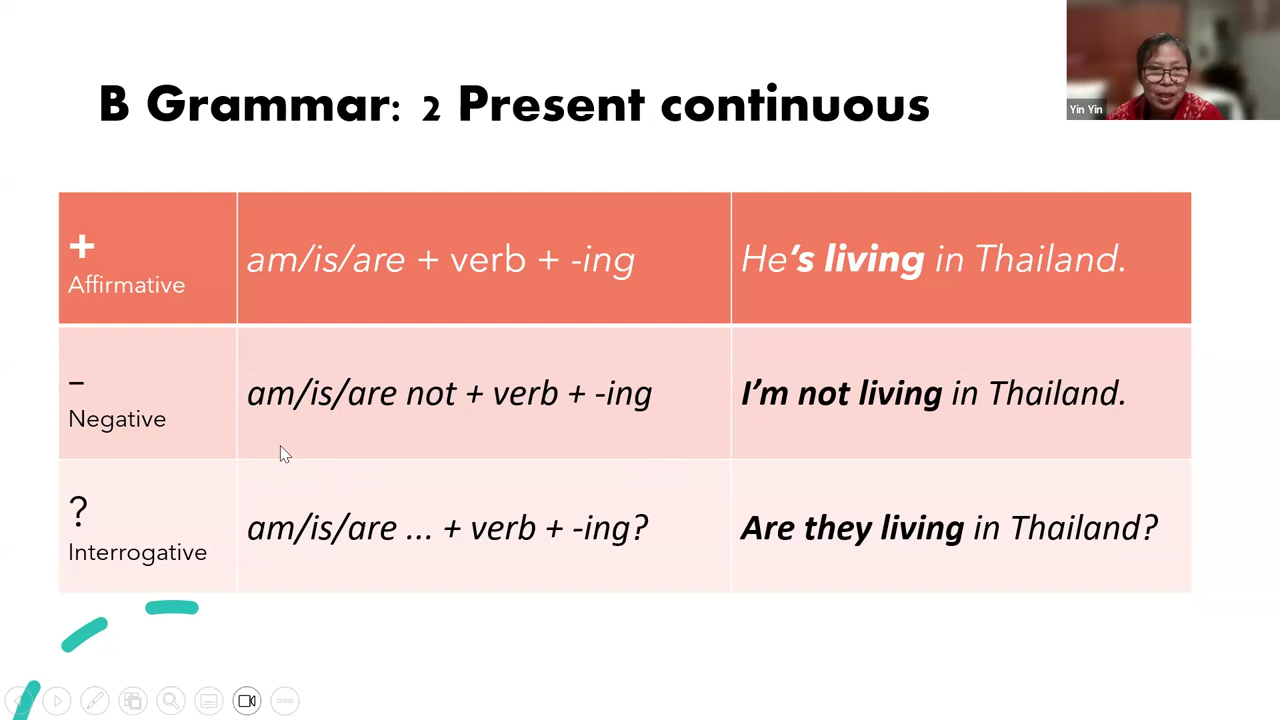 B Grammar: 2 Present continuous
Yin Yin
+
Affirmative
am/is/are + verb + -ing
He’s living in Thailand.
–
Negative
am/is/are not + verb + -ing
I’m not living in Thailand.
?
Interrogative
am/is/are ... + verb + -ing?
Are they living in Thailand?